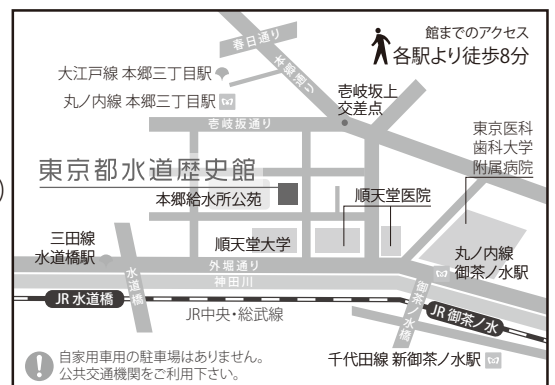 館までのアクセス
各駅より徒歩8分
春日通り
本郷通り
大江戸線 本郷三丁目駅
丸ノ内線 本郷三丁目駅
壱岐坂上
交差点
壱岐坂通り
東京医科
歯科大学
附属病院
東京都水道歴史館
本郷給水所公苑
順天堂医院
三田線
水道橋駅
順天堂大学
丸ノ内線
御茶ノ水駅
外堀通り
神田川
水道橋
御茶ノ水橋
JR 水道橋
JR中央・総武線
JR 御茶ノ水
自家用車用の駐車場はありません。
公共交通機関をご利用下さい。
千代田線 新御茶ノ水駅